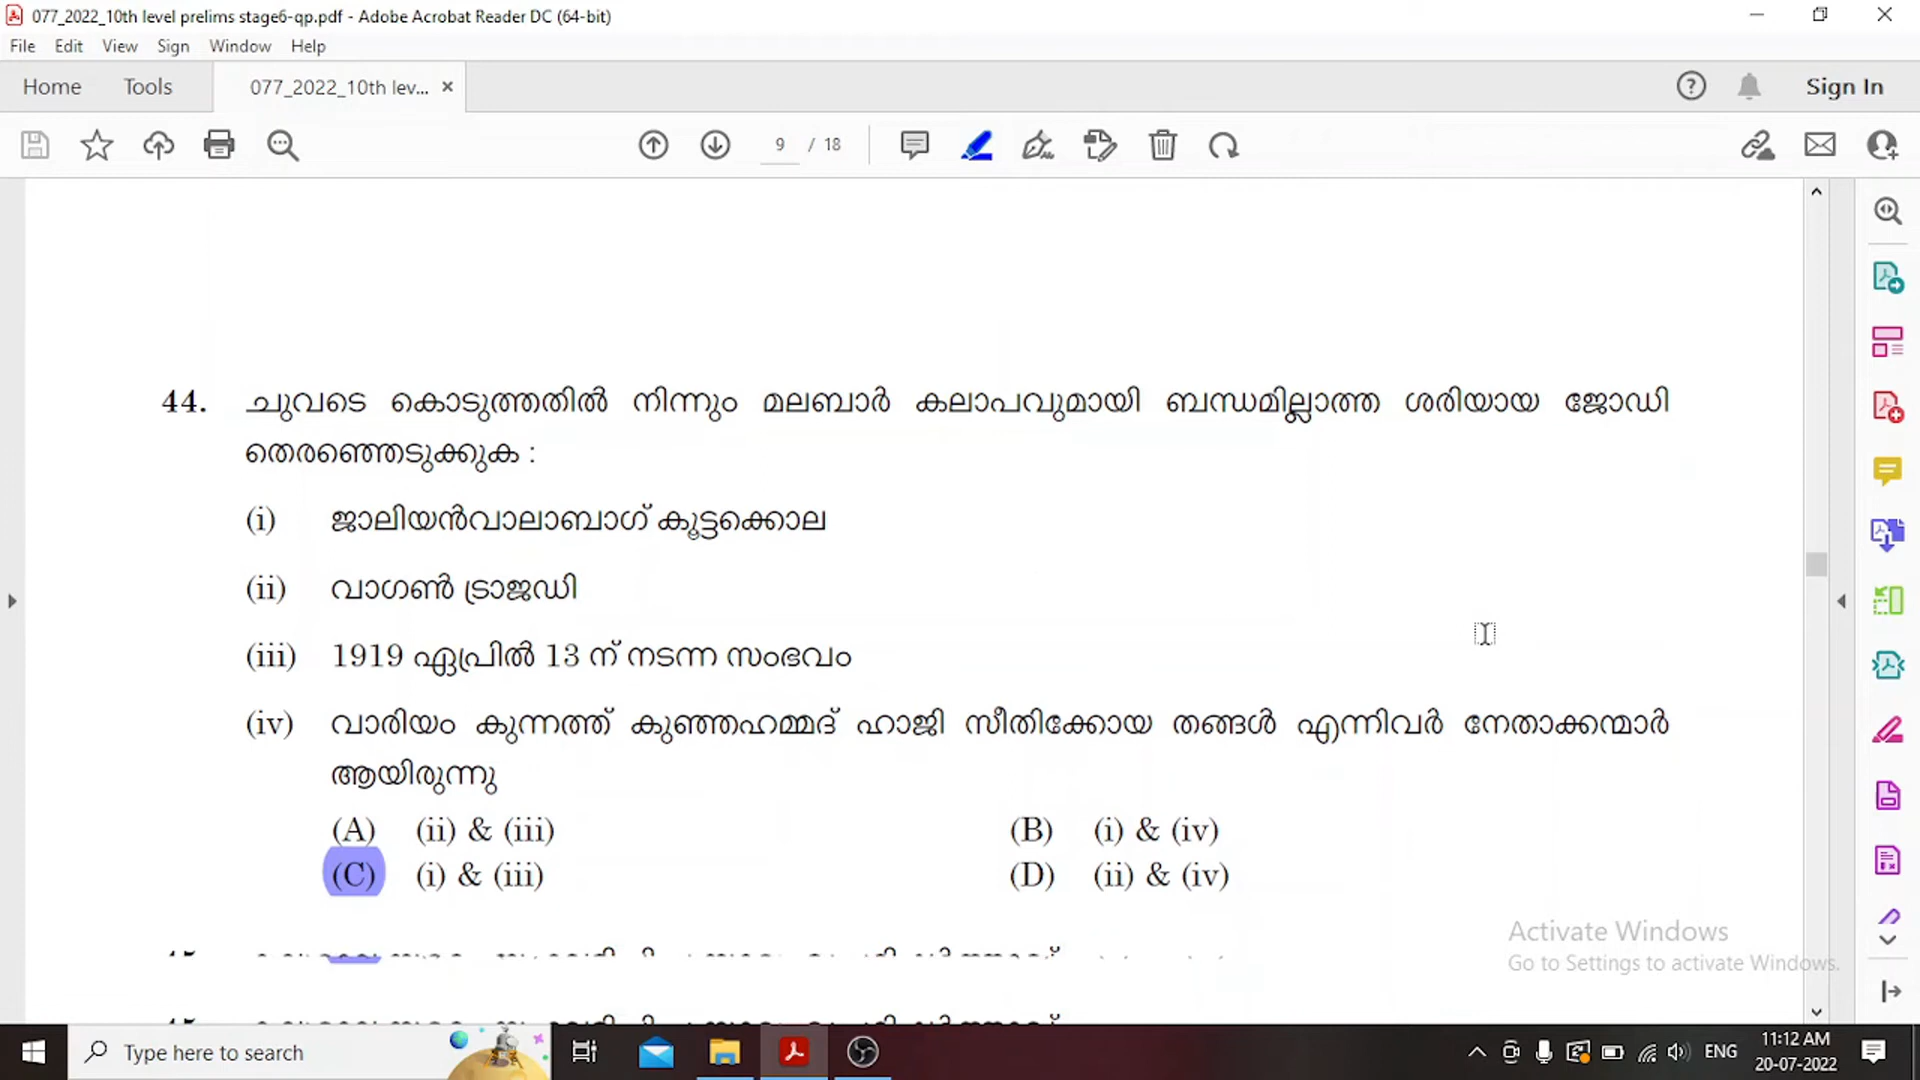 077_2022_10th level prelims stage6-qp.pdf - Adobe Acrobat Reader DC (64-bit)
File Edit View Sign Window Help
Home Tools 077_2022_10th lev... × Sign In
9 / 18
44. ചുവടെ കൊടുത്തതിൽ നിന്നും മലബാർ കലാപവുമായി ബന്ധമില്ലാത്ത ശരിയായ ജോഡി
തെരഞ്ഞെടുക്കുക :
(i) ജാലിയൻവാലാബാഗ് കൂട്ടക്കൊല
(ii) വാഗൺ ട്രാജഡി
(iii) 1919 ഏപ്രിൽ 13 ന് നടന്ന സംഭവം
(iv) വാരിയം കുന്നത്ത് കുഞ്ഞഹമ്മദ് ഹാജി സീതിക്കോയ തങ്ങൾ എന്നിവർ നേതാക്കന്മാർ
ആയിരുന്നു
(A) (ii) & (iii) (B) (i) & (iv)
(C) (i) & (iii) (D) (ii) & (iv)
Activate Windows
Go to Settings to activate Windows.
Type here to search
ENG
11:12 AM
20-07-2022